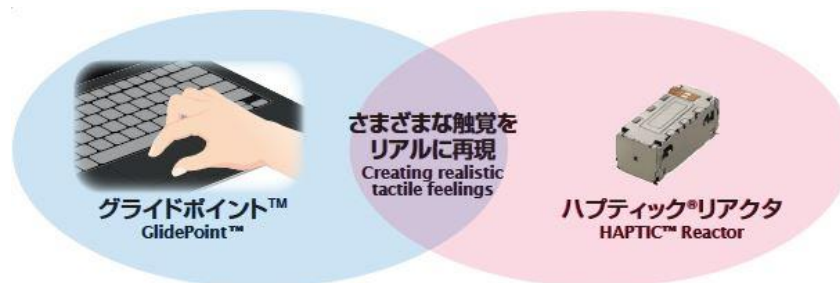 グライドポイント™
GlidePoint™
さまざまな触覚を
リアルに再現
Creating realistic
tactile feelings
ハプティック®リアクタ
HAPTIC™ Reactor